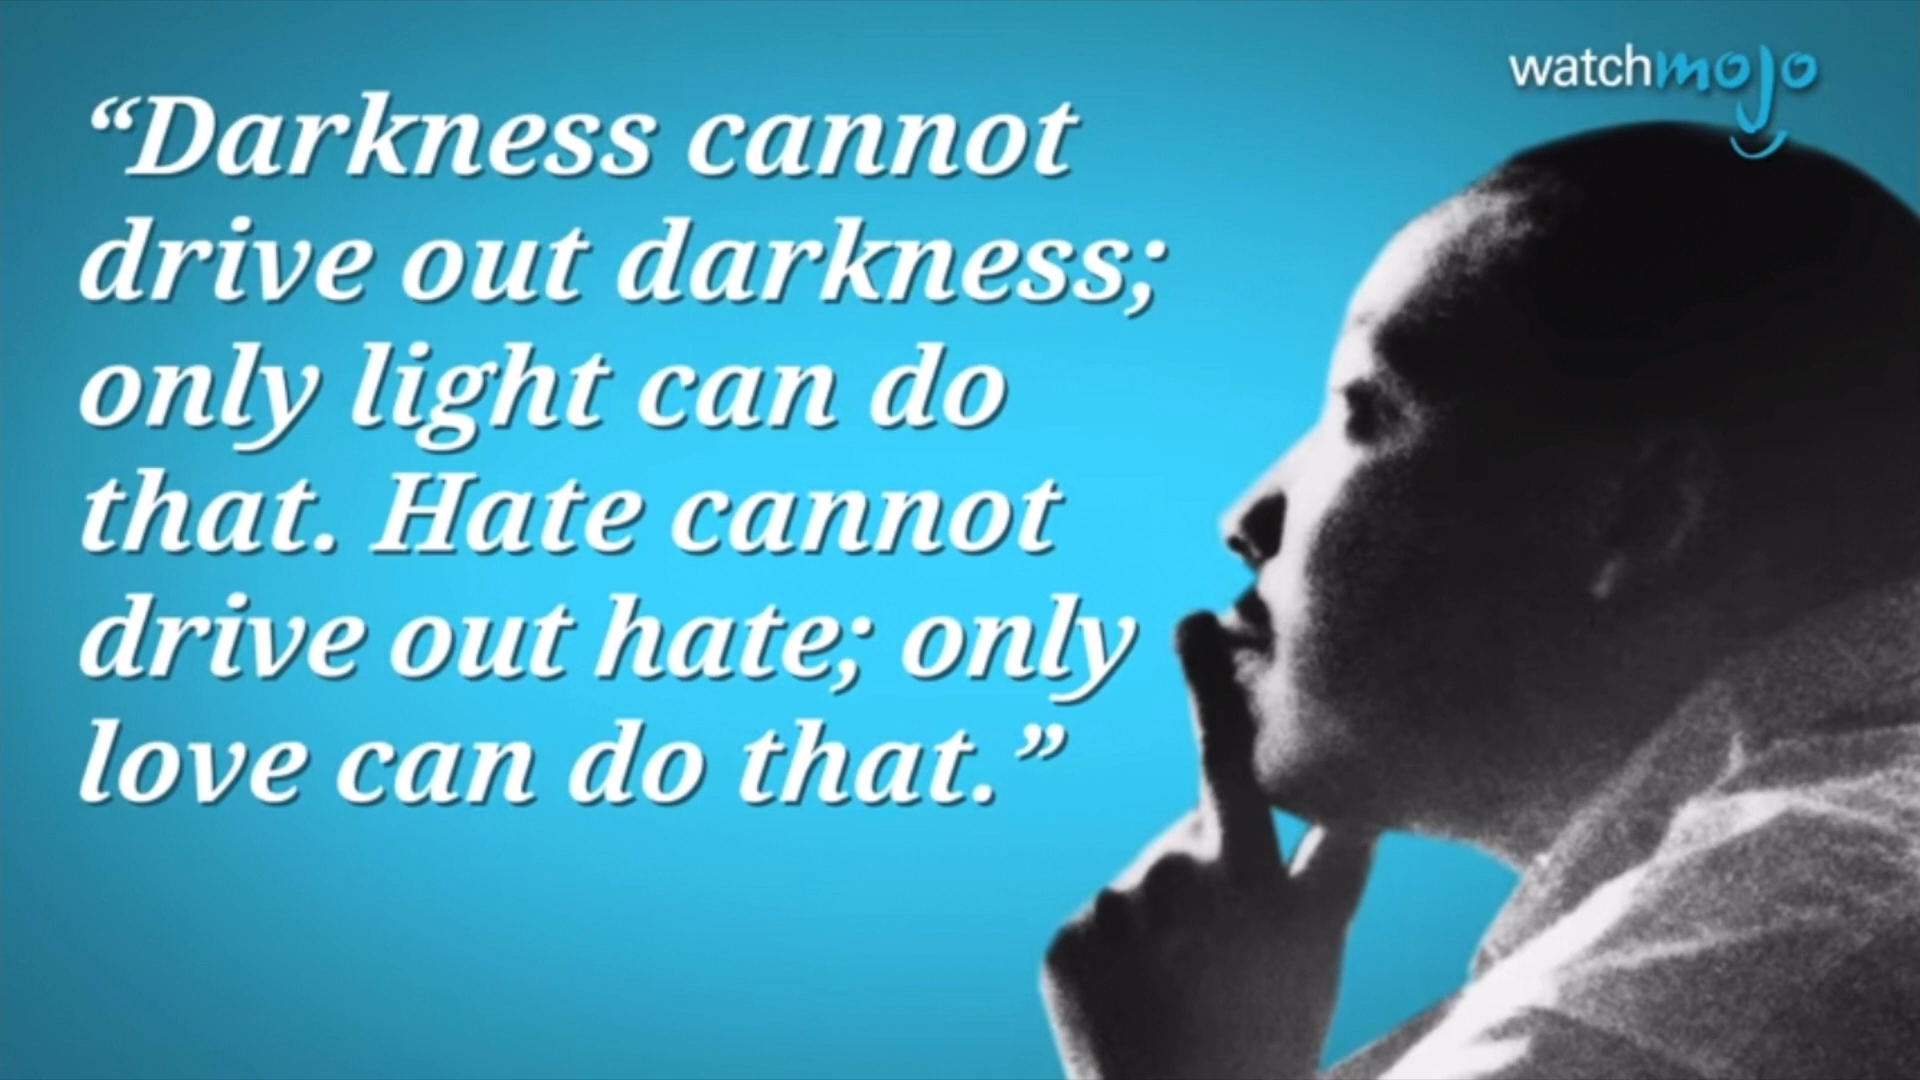 watchmojo
“Darkness cannot
drive out darkness;
only light can do
that. Hate cannot
drive out hate; only
love can do that.”